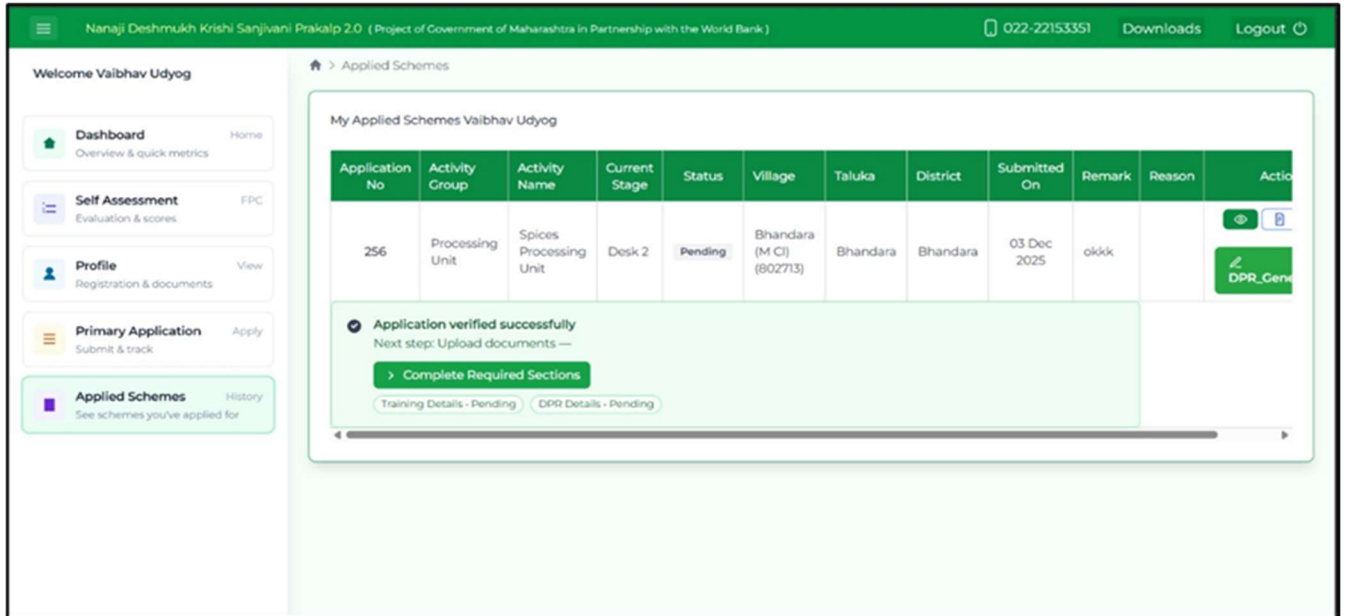 Nanaji Deshmukh Krishi Sanjivani Prakalp 2.0 ( Project of Government of Maharashtra in Partnership with the World Bank )
022-22153351
Downloads
Logout
Welcome Vaibhav Udyog
Dashboard Home
Overview & quick metrics
Self Assessment FPC
Evaluation & scores
Profile View
Registration & documents
Primary Application Apply
Submit & track
Applied Schemes History
See schemes you've applied for
> Applied Schemes
My Applied Schemes Vaibhav Udyog
Application No
Activity Group
Activity Name
Current Stage
Status
Village
Taluka
District
Submitted On
Remark
Reason
Actio
256
Processing Unit
Spices Processing Unit
Desk 2
Pending
Bhandara (M Cl) (802713)
Bhandara
Bhandara
03 Dec 2025
okkk
DPR_Gene
Application verified successfully
Next step: Upload documents —
> Complete Required Sections
Training Details - Pending
DPR Details - Pending